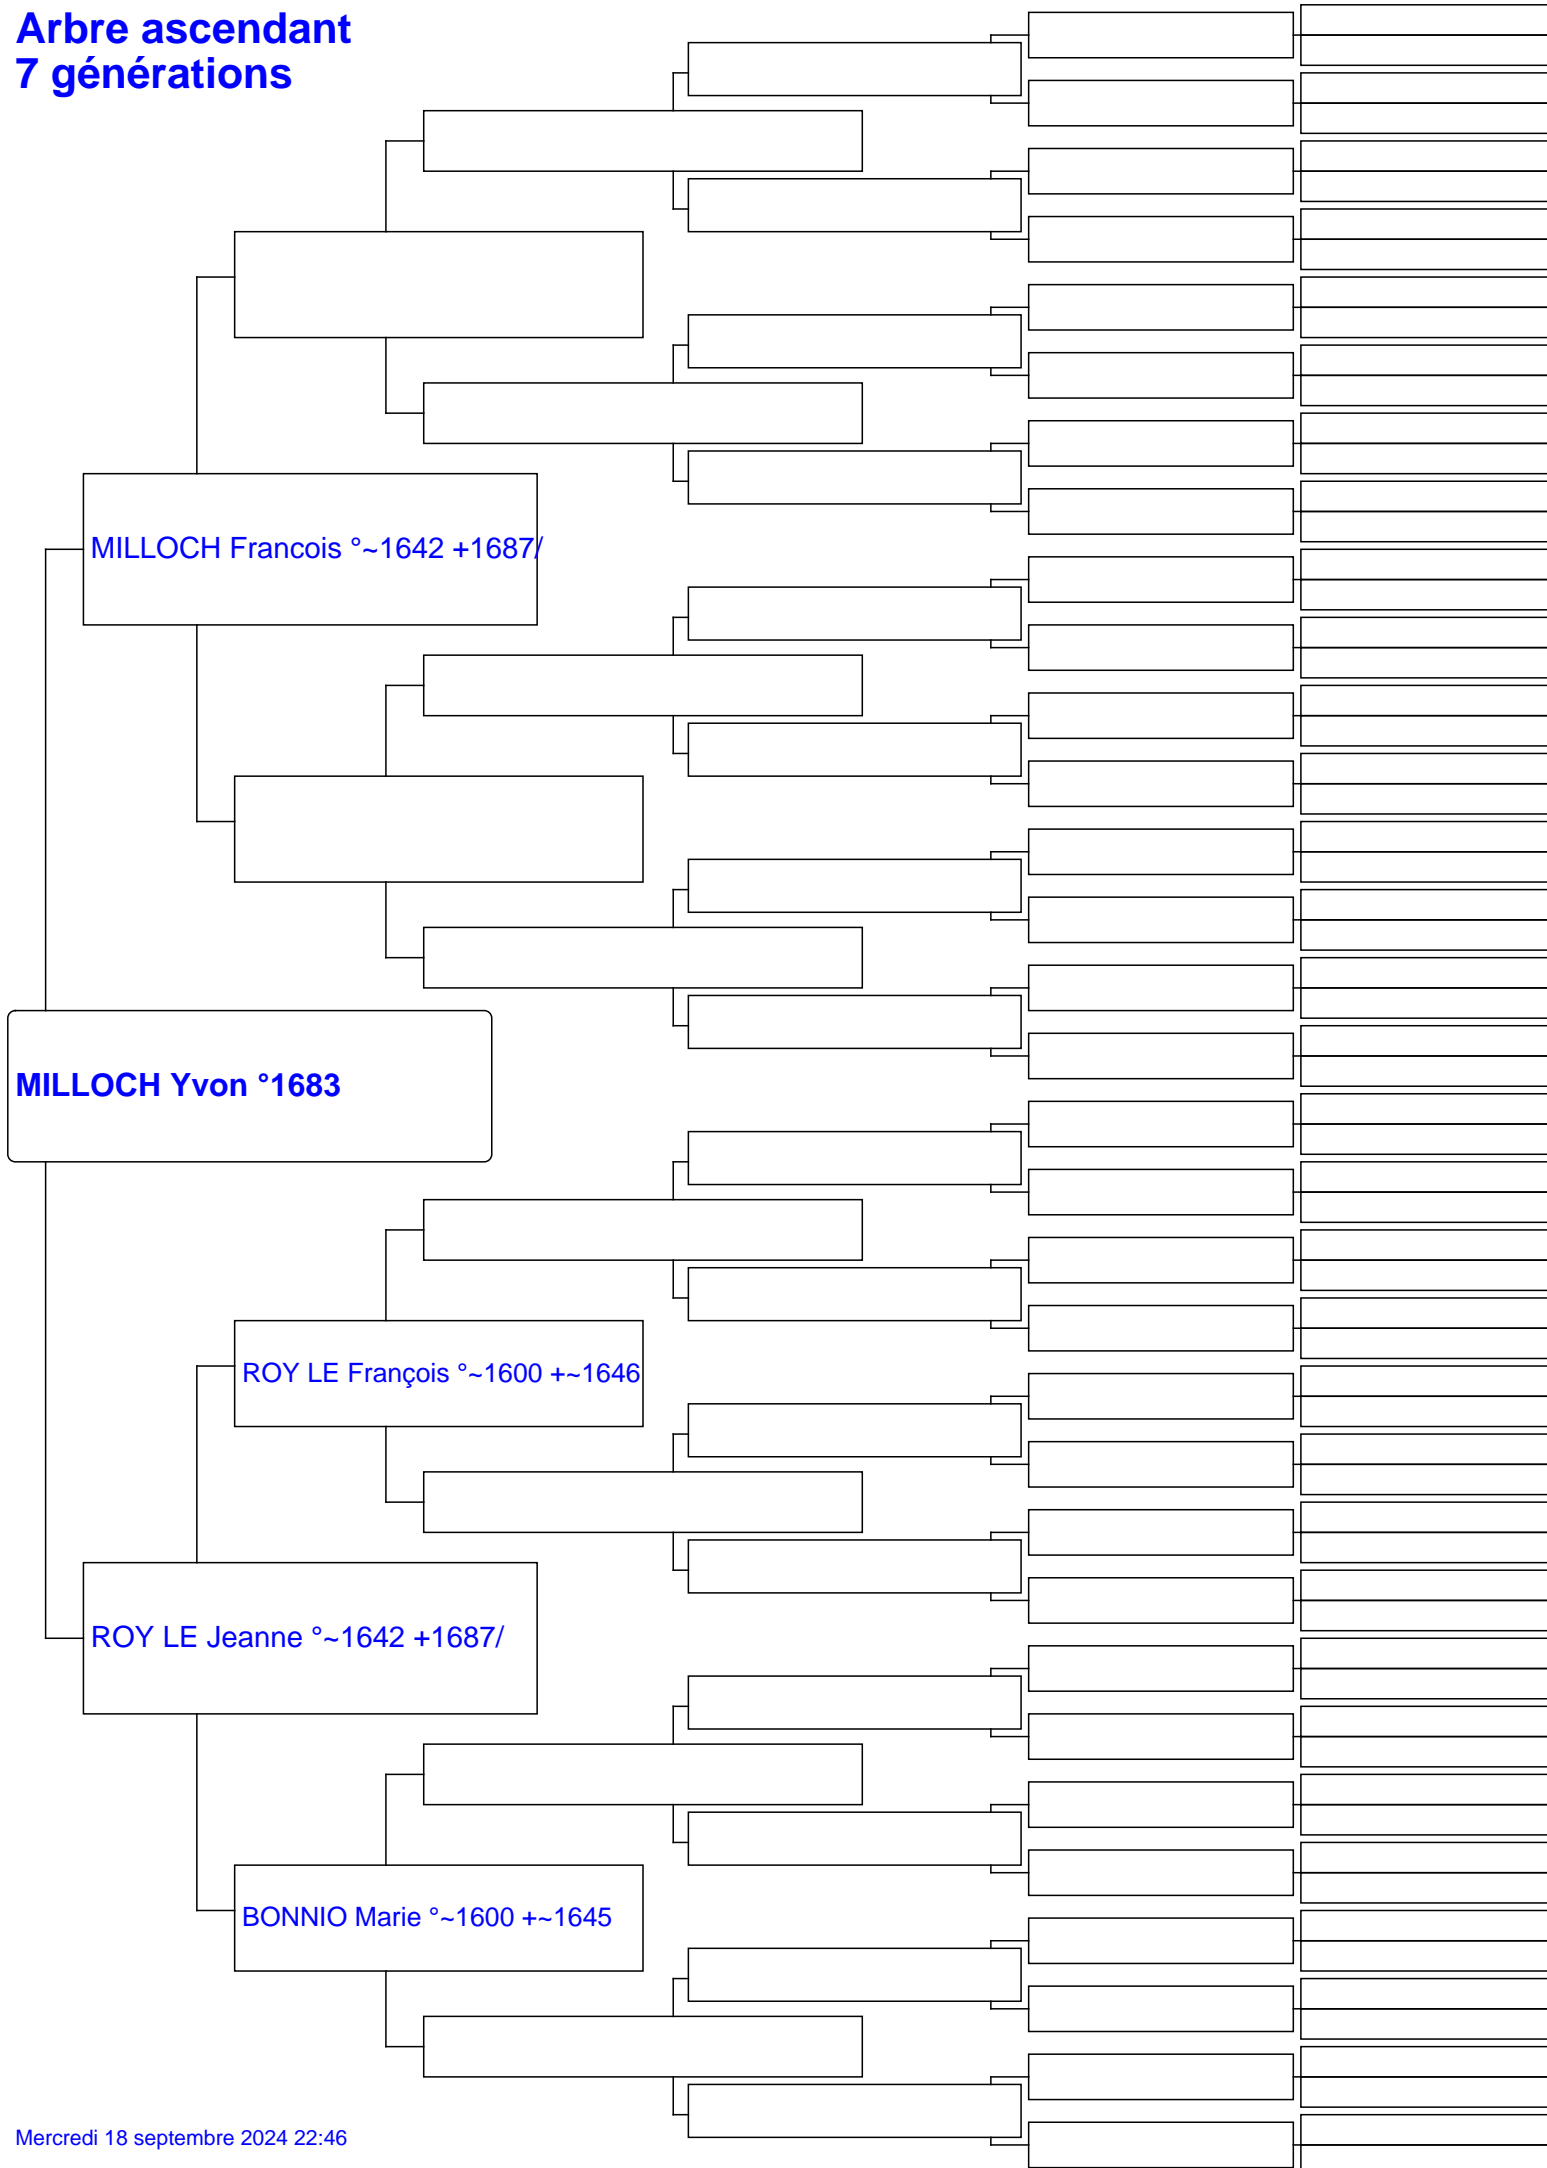 Arbre ascendant
7 générations
MILLOCH Francois °~1642 +1687/
MILLOCH Yvon °1683
ROY LE François °~1600 +~1646
ROY LE Jeanne °~1642 +1687/
BONNIO Marie °~1600 +~1645
Mercredi 18 septembre 2024 22:46